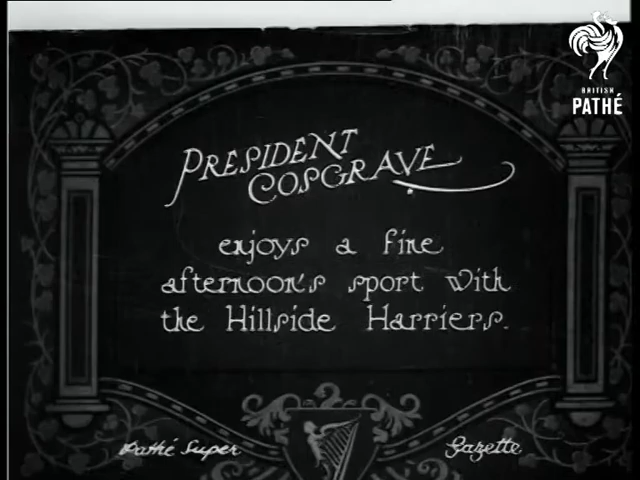 BRITISH
PATHÉ
PRESIDENT
COSGRAVE
enjoys a fine
afternoon's sport with
the Hillside Harriers.
Pathé Super Gazette